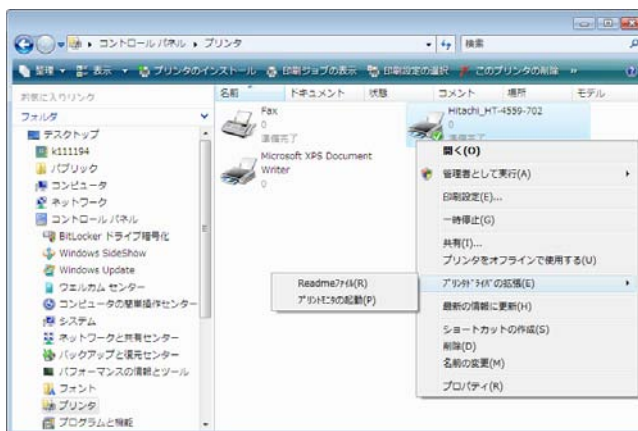 コントロール パネル ▸ プリンタ
検索
整理
表示
プリンタのインストール
印刷ジョブの表示
印刷設定の選択
このプリンタの削除
»
お気に入りリンク
名前
ドキュメント
状態
コメント
場所
モデル
フォルダ
デスクトップ
k111194
パブリック
コンピュータ
ネットワーク
コントロール パネル
BitLocker ドライブ暗号化
Windows SideShow
Windows Update
ウェルカム センター
コンピュータの簡単操作センター
システム
ネットワークと共有センター
バックアップと復元センター
パフォーマンスの情報とツール
フォント
プリンタ
プログラムと機能
Fax
0
準備完了
Microsoft XPS Document
Writer
0
Hitachi_HT-4559-702
0
準備完了
開く(O)
管理者として実行(A)
印刷設定(E)...
一時停止(G)
共有(I)...
プリンタをオフラインで使用する(U)
ﾌﾟﾘﾝﾀﾄﾞﾗｲﾊﾞの拡張(E)
最新の情報に更新(H)
ショートカットの作成(S)
削除(D)
名前の変更(M)
プロパティ(R)
Readmeﾌｧｲﾙ(R)
ﾌﾟﾘﾝﾄﾓﾆﾀの起動(P)